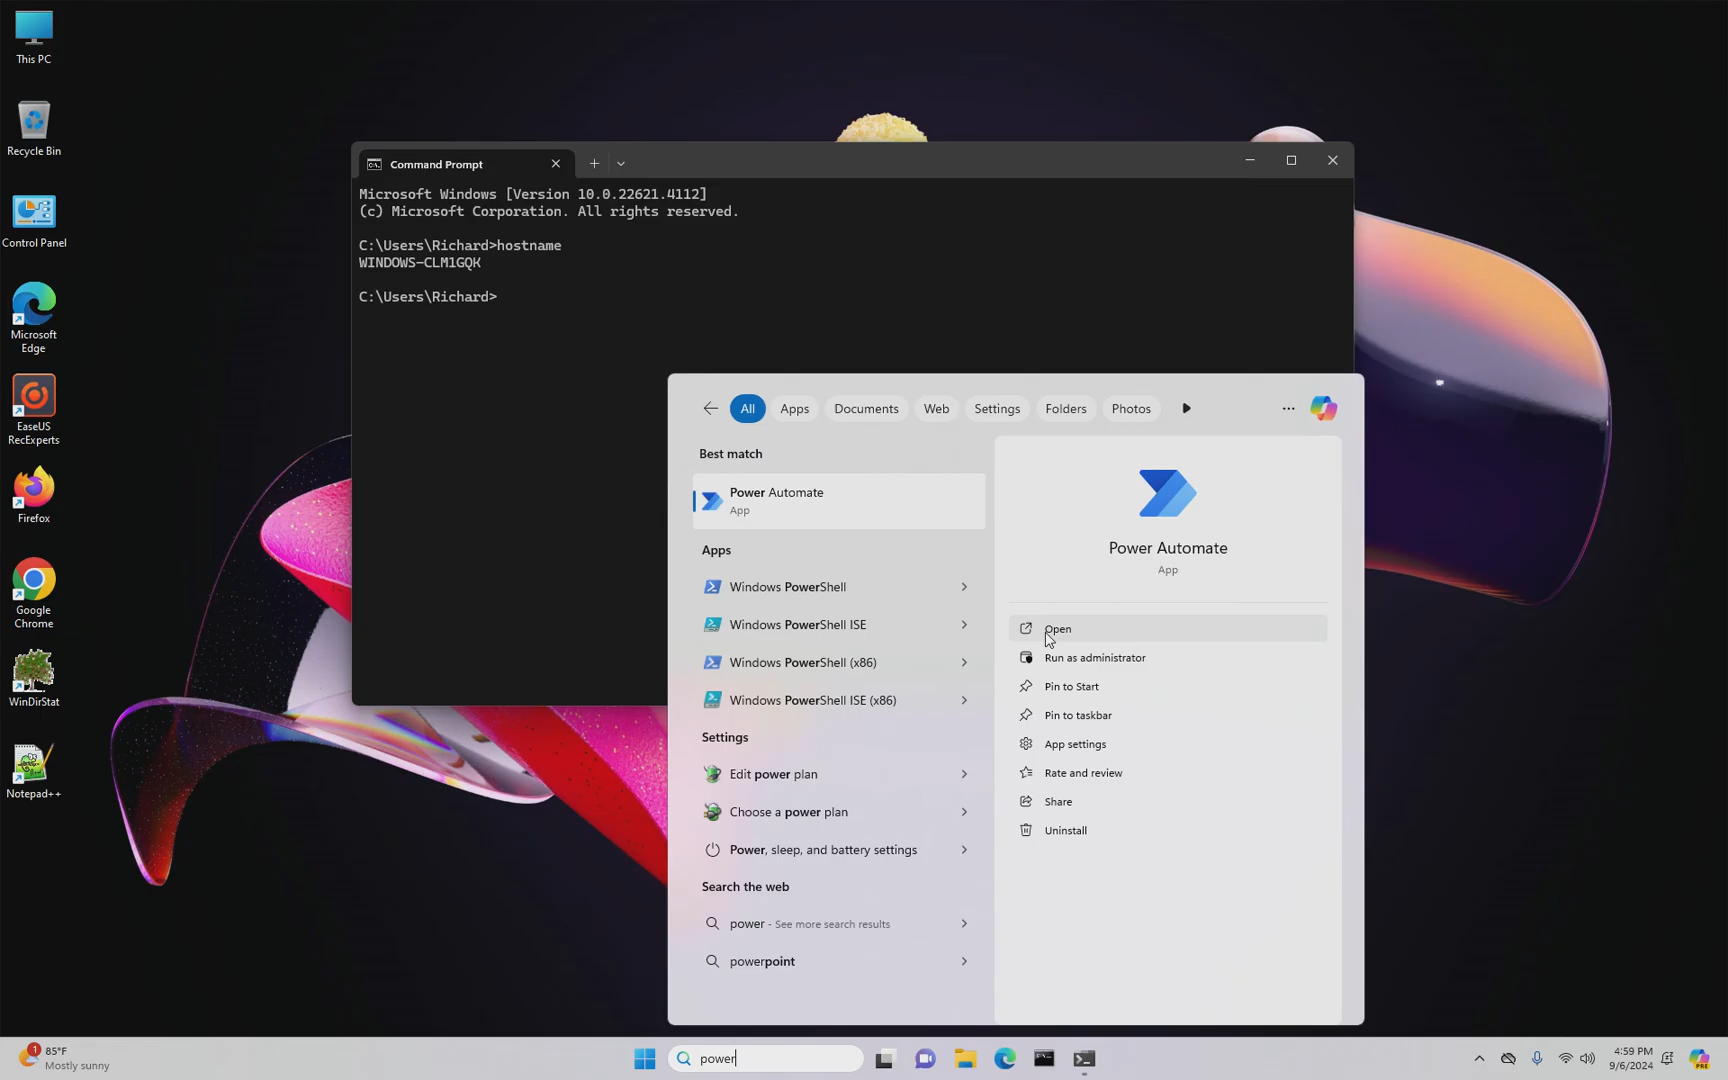 This PC
Recycle Bin
Control Panel
Microsoft
Edge
EaseUS
RecExperts
Firefox
Google
Chrome
WinDirStat
Notepad++
Command Prompt
Microsoft Windows [Version 10.0.22621.4112]
(c) Microsoft Corporation. All rights reserved.
C:\Users\Richard>hostname
WINDOWS-CLM1GQK
C:\Users\Richard>
All Apps Documents Web Settings Folders Photos
Best match
Power Automate
App
Apps
Windows PowerShell
Windows PowerShell ISE
Windows PowerShell (x86)
Windows PowerShell ISE (x86)
Settings
Edit power plan
Choose a power plan
Power, sleep, and battery settings
Search the web
power - See more search results
powerpoint
Power Automate
App
Open
Run as administrator
Pin to Start
Pin to taskbar
App settings
Rate and review
Share
Uninstall
1
85°F
Mostly sunny
power
4:59 PM
9/6/2024
PRE